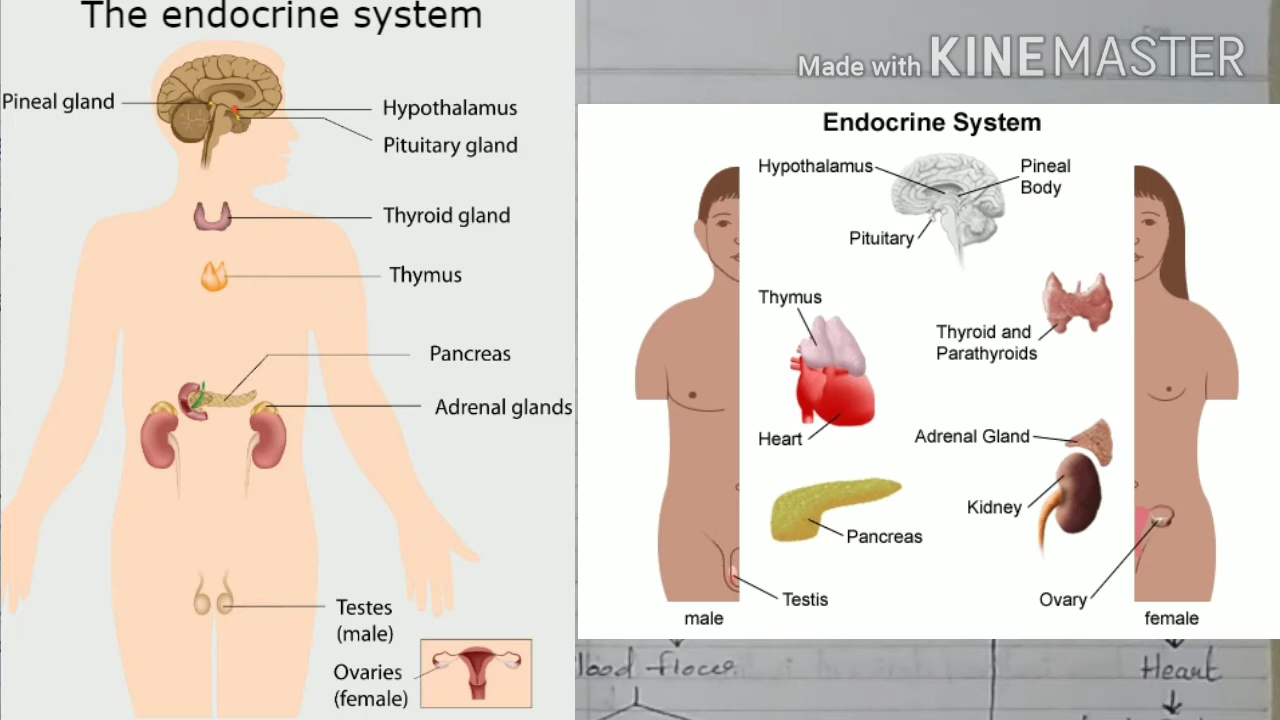 The endocrine system
Pineal gland
Hypothalamus
Pituitary gland
Thyroid gland
Thymus
Pancreas
Adrenal glands
Testes
(male)
Ovaries
(female)
Made with KINEMASTER
Endocrine System
Hypothalamus
Pineal
Body
Pituitary
Thymus
Thyroid and
Parathyroids
Heart
Adrenal Gland
Kidney
Pancreas
Testis
Ovary
male
female
Heart